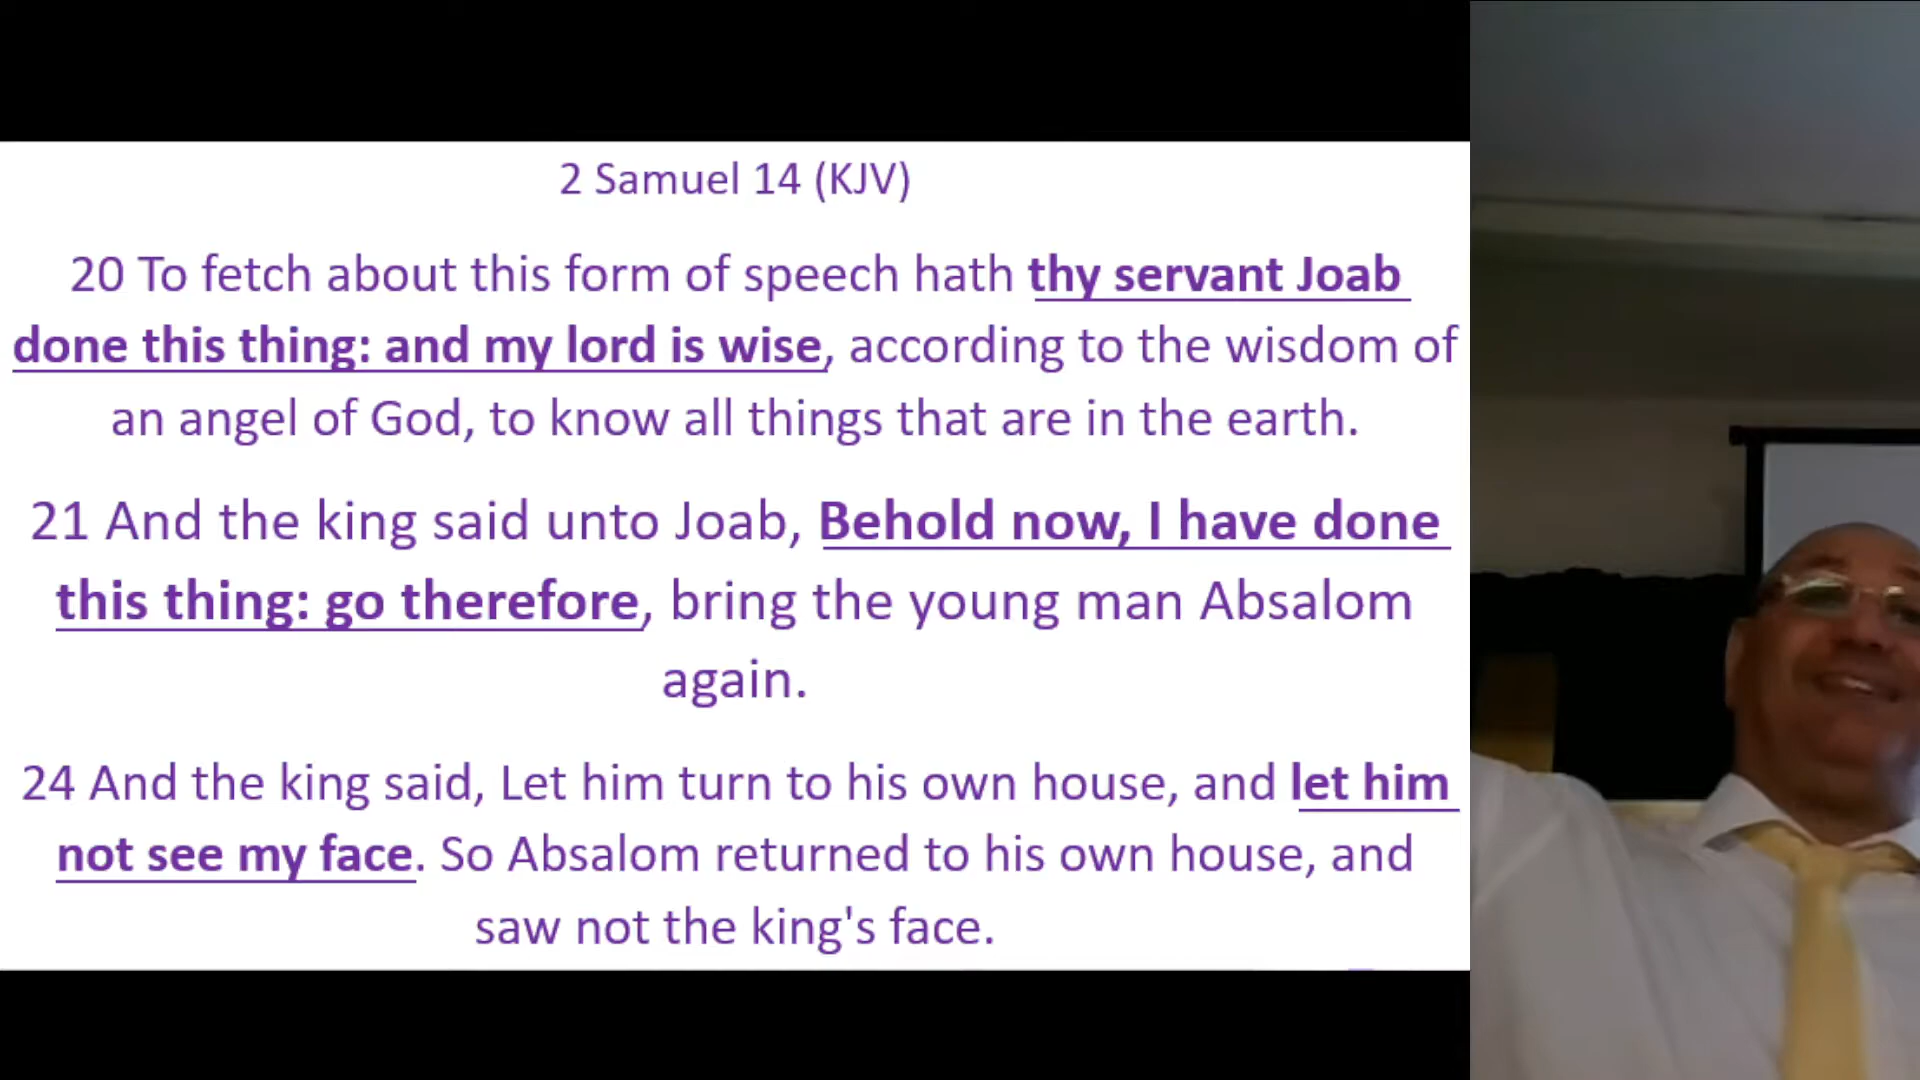 2 Samuel 14 (KJV)
20 To fetch about this form of speech hath thy servant Joab
done this thing: and my lord is wise, according to the wisdom of
an angel of God, to know all things that are in the earth.
21 And the king said unto Joab, Behold now, I have done
this thing: go therefore, bring the young man Absalom
again.
24 And the king said, Let him turn to his own house, and let him
not see my face. So Absalom returned to his own house, and
saw not the king's face.